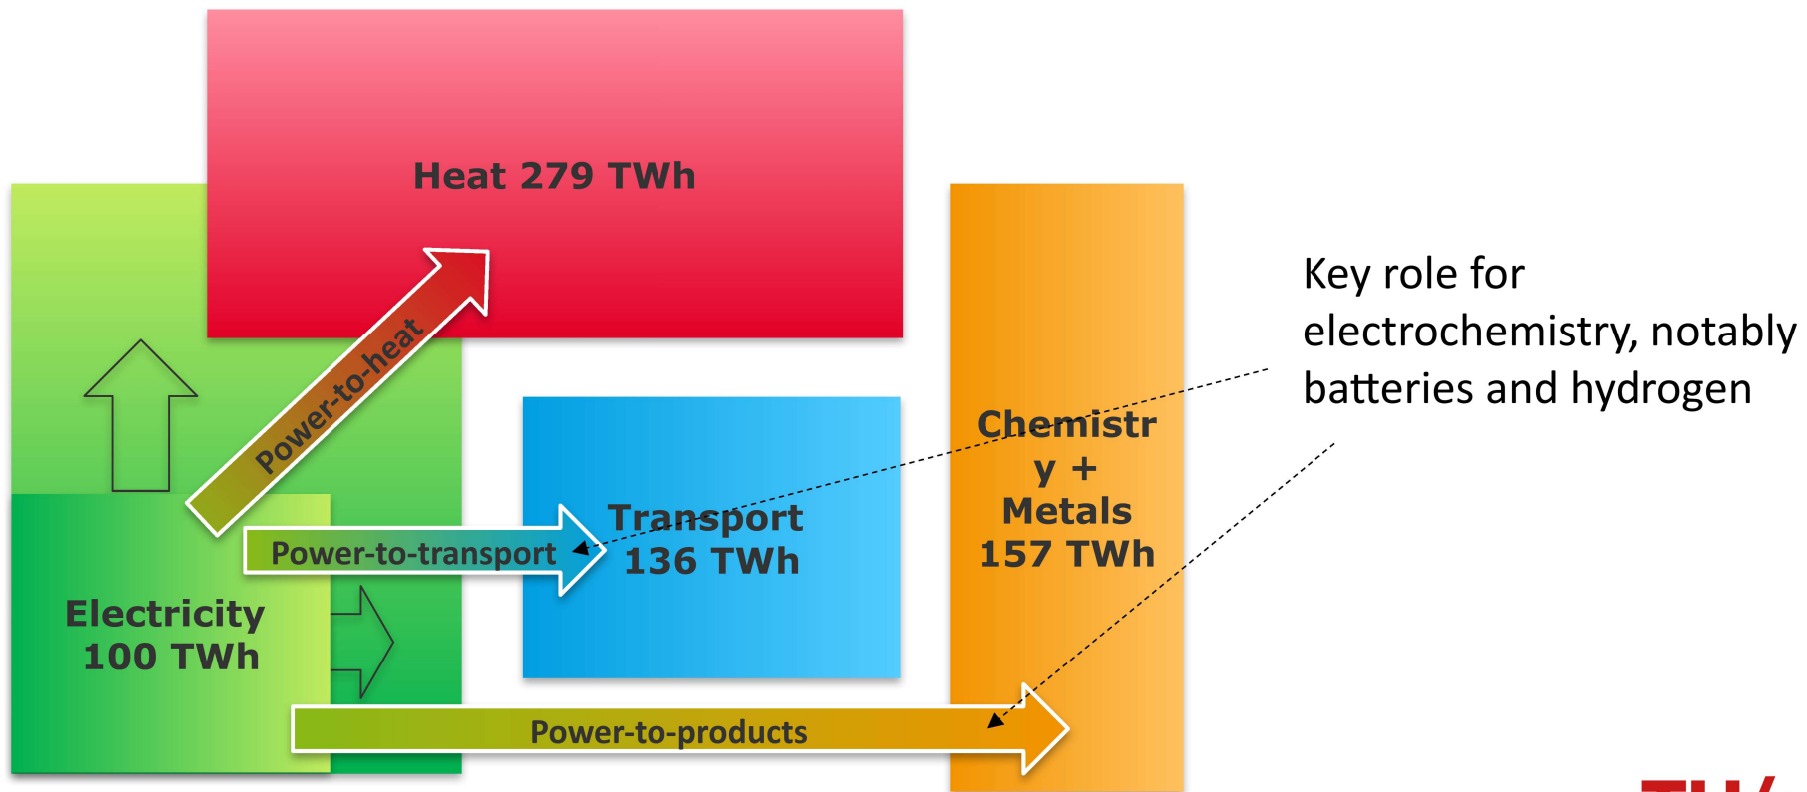 Heat 279 TWh
Power-to-heat
Key role for
electrochemistry, notably
batteries and hydrogen
Chemistr
y +
Metals
157 TWh
Transport
136 TWh
Power-to-transport
Electricity
100 TWh
Power-to-products